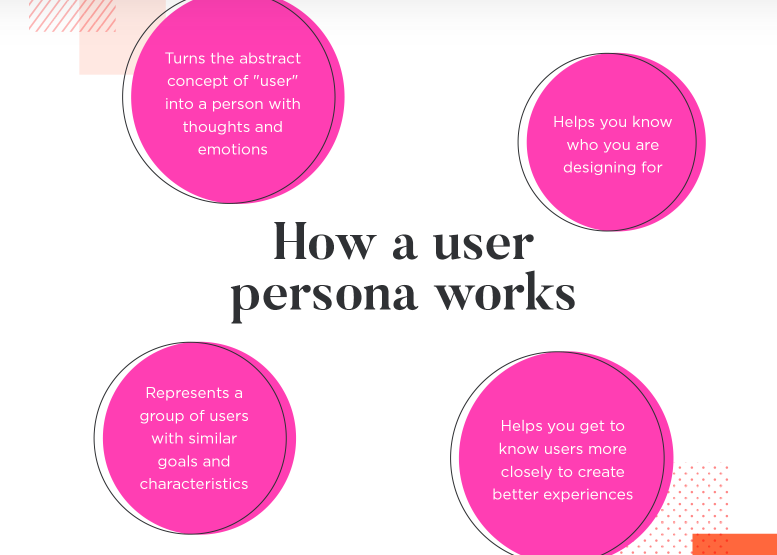 Turns the abstract
concept of "user"
into a person with
thoughts and
emotions
Helps you know
who you are
designing for
How a user
persona works
Represents a
group of users
with similar
goals and
characteristics
Helps you get to
know users more
closely to create
better experiences